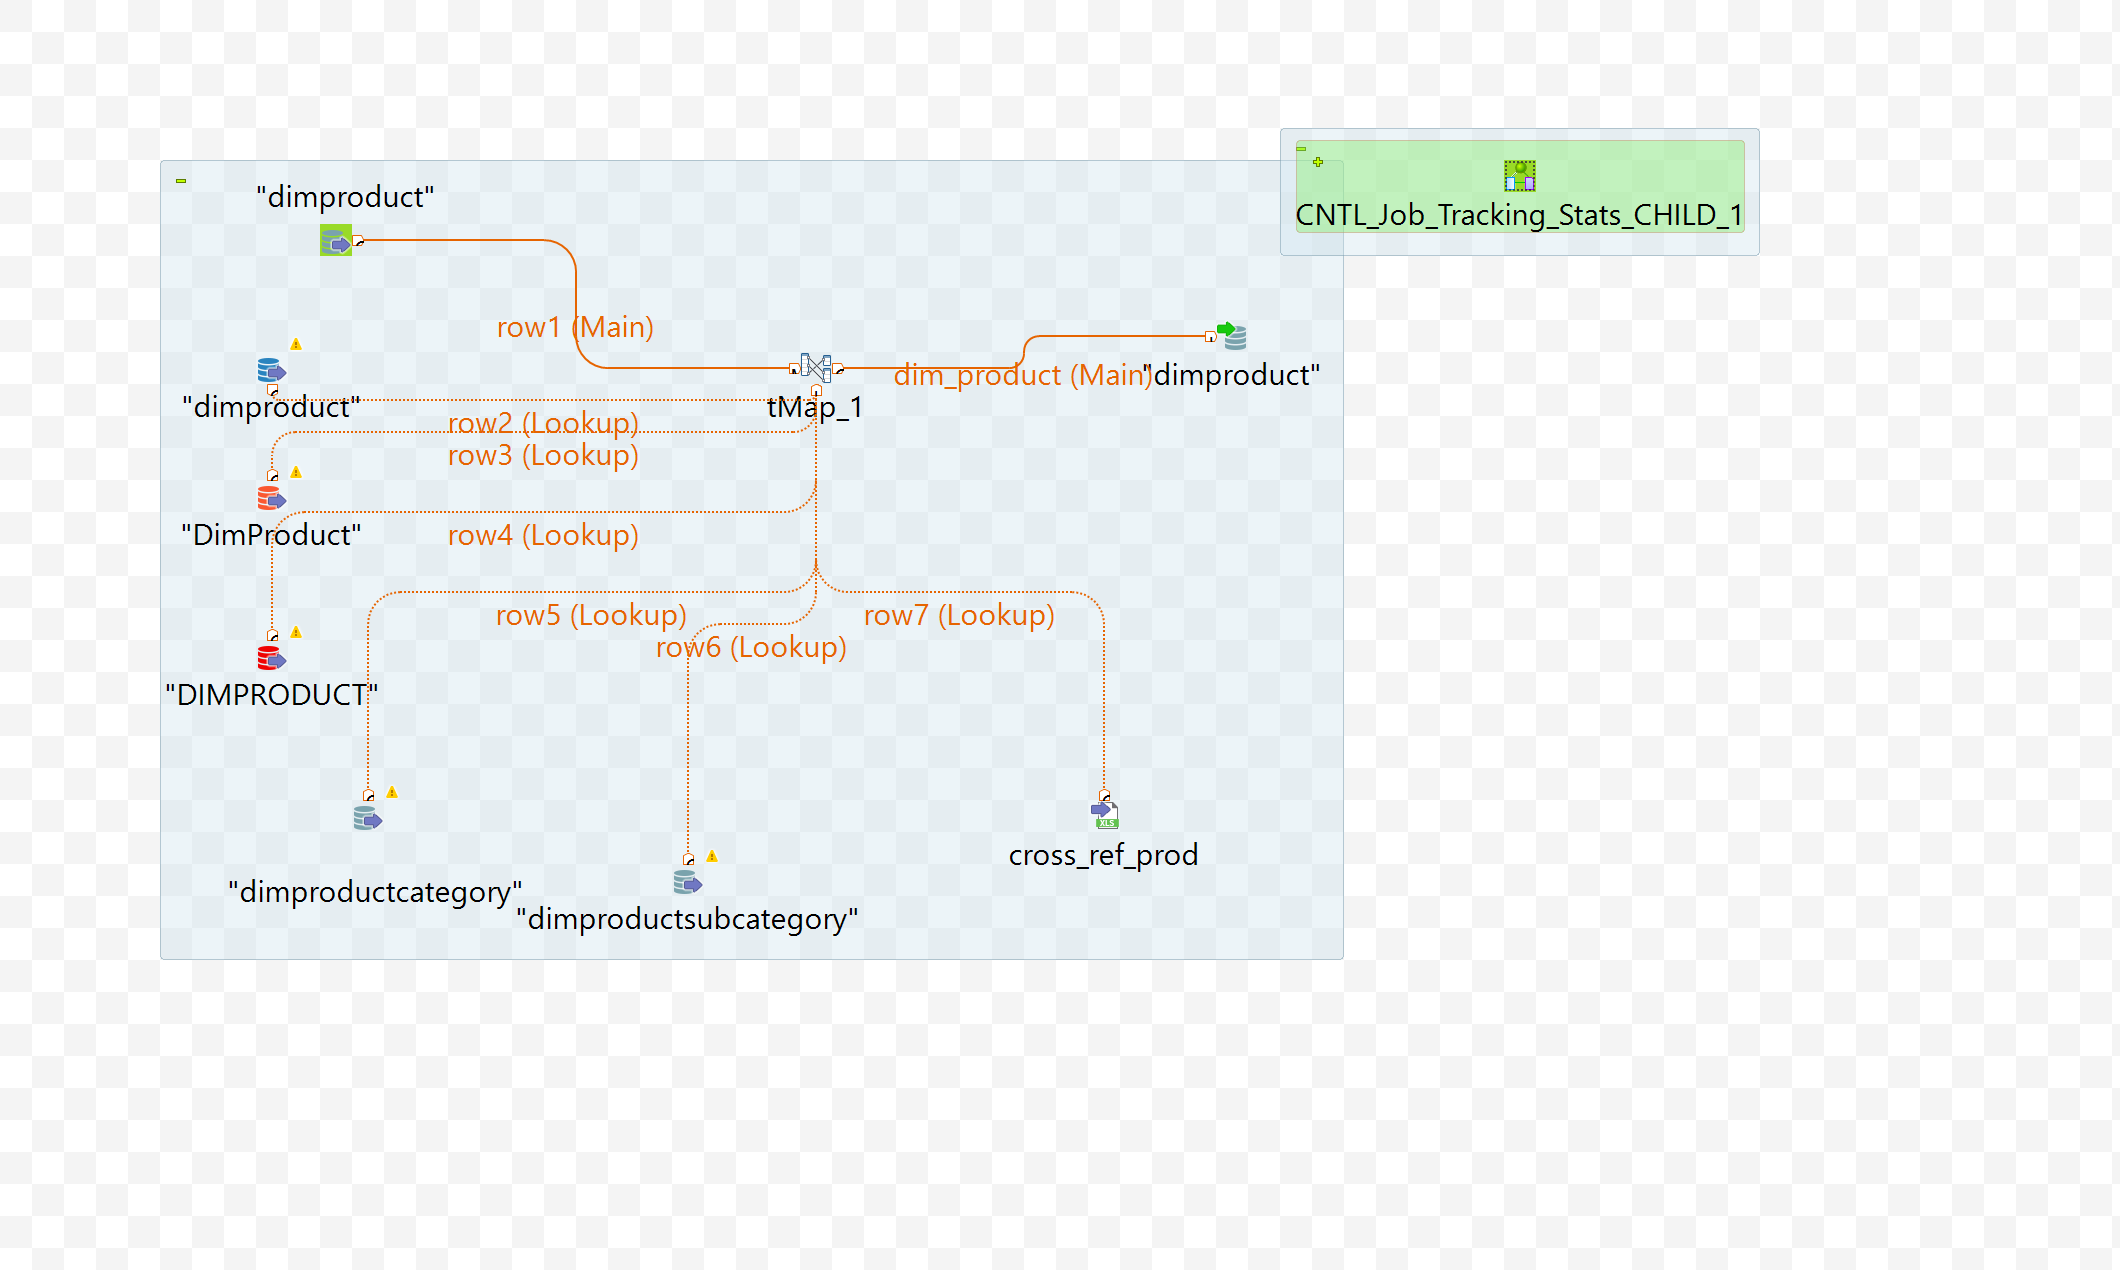 "dimproduct"
CNTL_Job_Tracking_Stats_CHILD_1
row1 (Main)
dim_product (Main)
"dimproduct"
"dimproduct"
tMap_1
row2 (Lookup)
row3 (Lookup)
"DimProduct"
row4 (Lookup)
row5 (Lookup)
row7 (Lookup)
row6 (Lookup)
"DIMPRODUCT"
XLS
cross_ref_prod
"dimproductcategory"
"dimproductsubcategory"